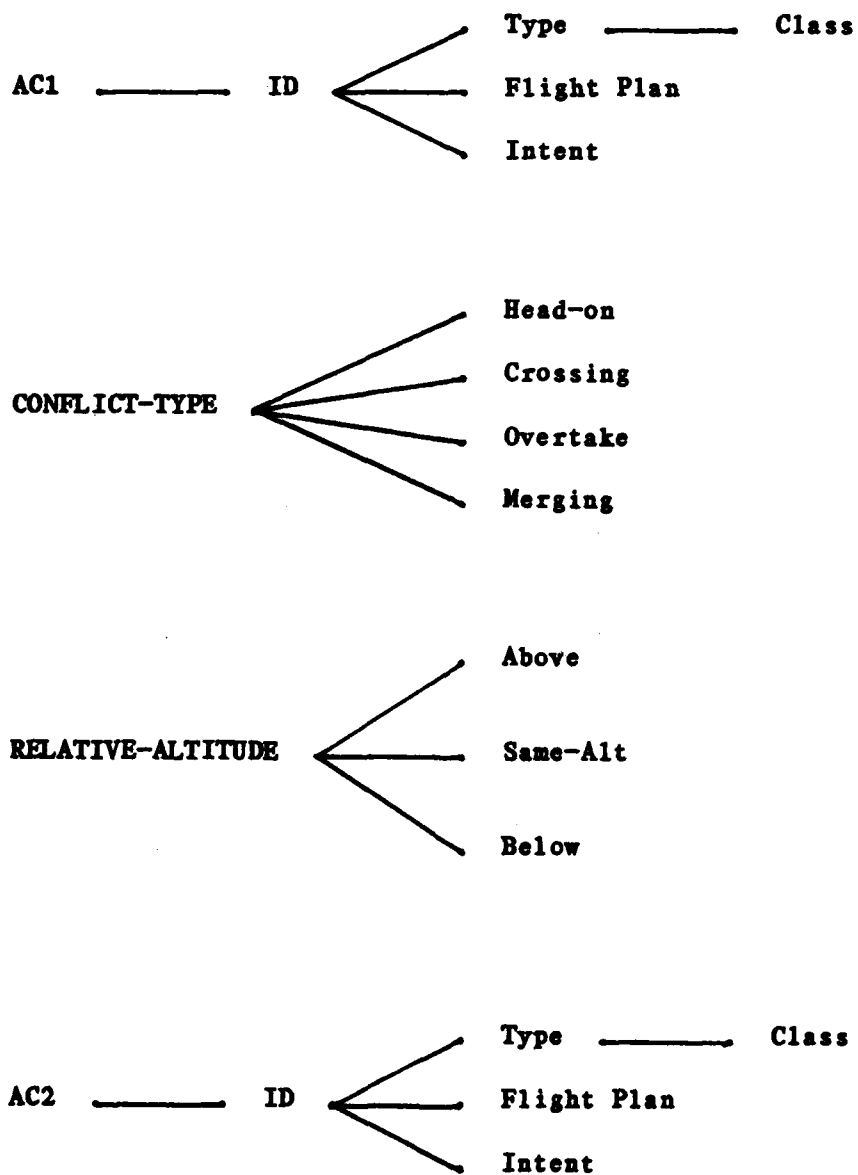 Type Class
AC1 ID Flight Plan
Intent
Head-on
Crossing
CONFLICT-TYPE
Overtake
Merging
Above
RELATIVE-ALTITUDE Same-Alt
Below
Type Class
AC2 ID Flight Plan
Intent